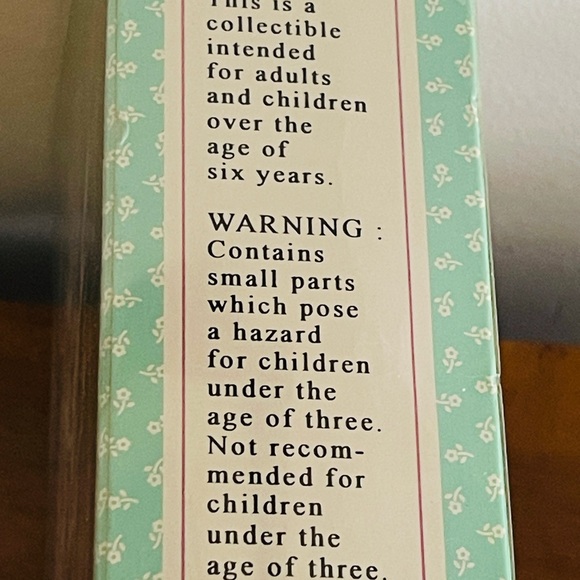 This is a
collectible
intended
for adults
and children
over the
age of
six years.
WARNING :
Contains
small parts
which pose
a hazard
for children
under the
age of three.
Not recom-
mended for
children
under the
age of three.